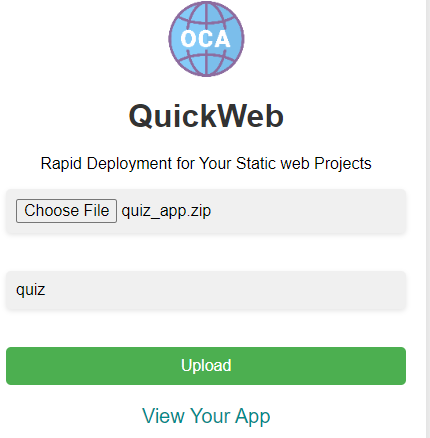 OCA
QuickWeb
Rapid Deployment for Your Static web Projects
Choose File quiz_app.zip
quiz
Upload
View Your App